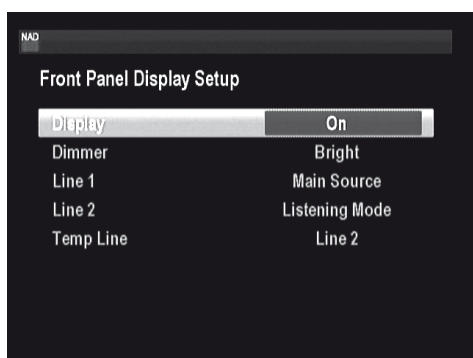 NAD
Front Panel Display Setup
Display On
Dimmer Bright
Line 1 Main Source
Line 2 Listening Mode
Temp Line Line 2